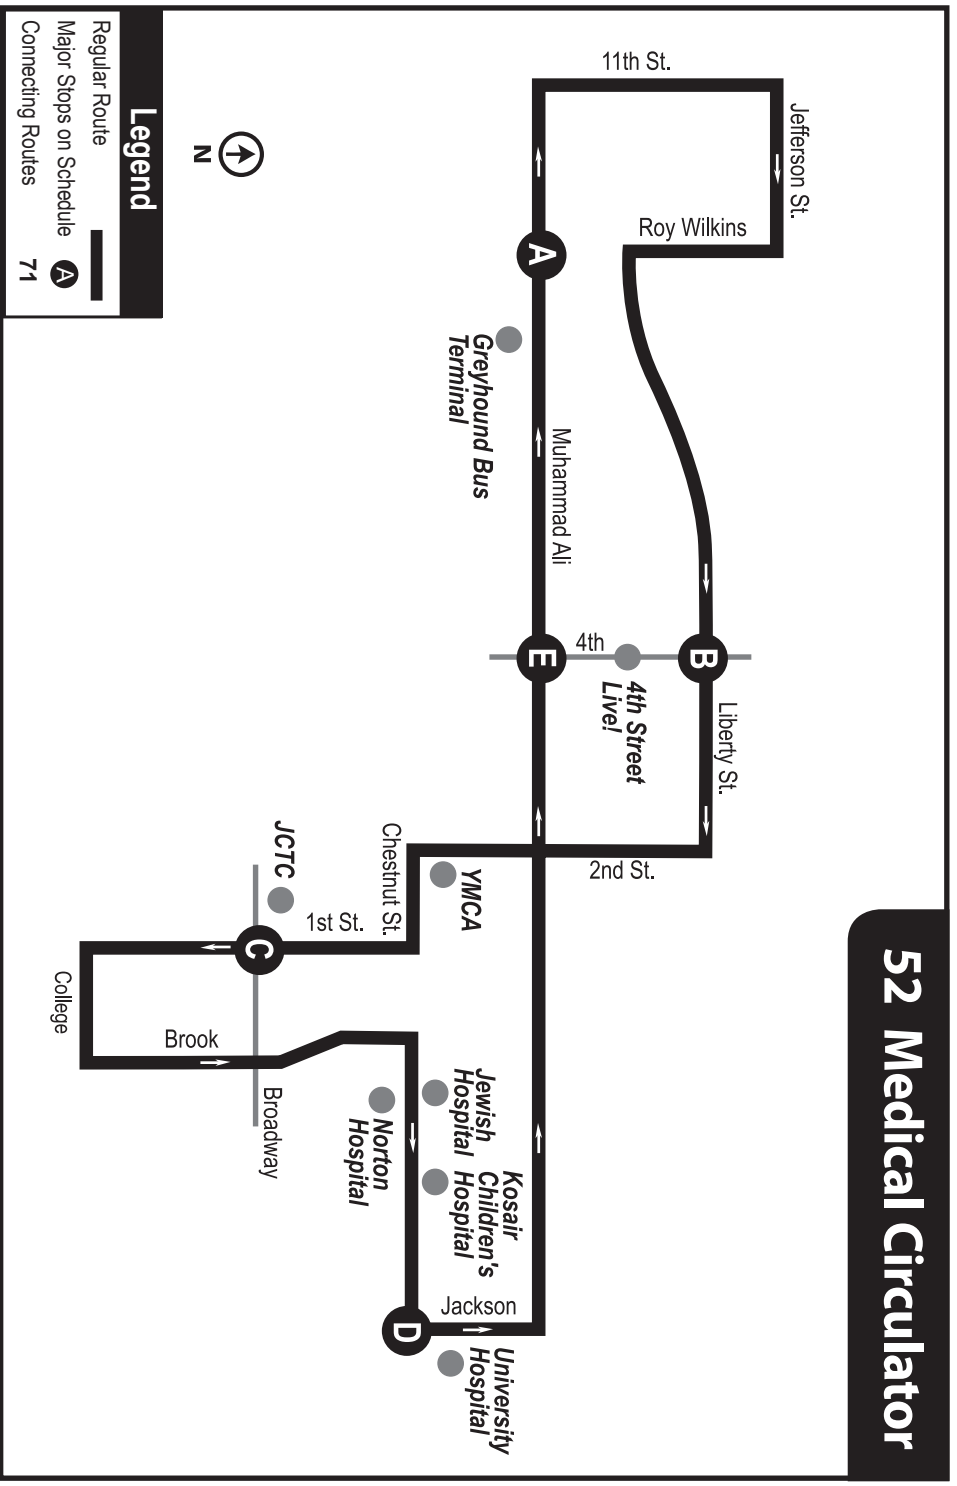 52 Medical Circulator
Jefferson St.
11th St.
Roy Wilkins
Liberty St.
A
Greyhound Bus
Terminal
Muhammad Ali
4th
B
E
4th Street
Live!
2nd St.
YMCA
Chestnut St.
JCTC
1st St.
C
College
Brook
Broadway
Jewish
Hospital
Norton
Hospital
Kosair
Children's
Hospital
Jackson
D
University
Hospital
N
Legend
Regular Route
Major Stops on Schedule A
Connecting Routes 71